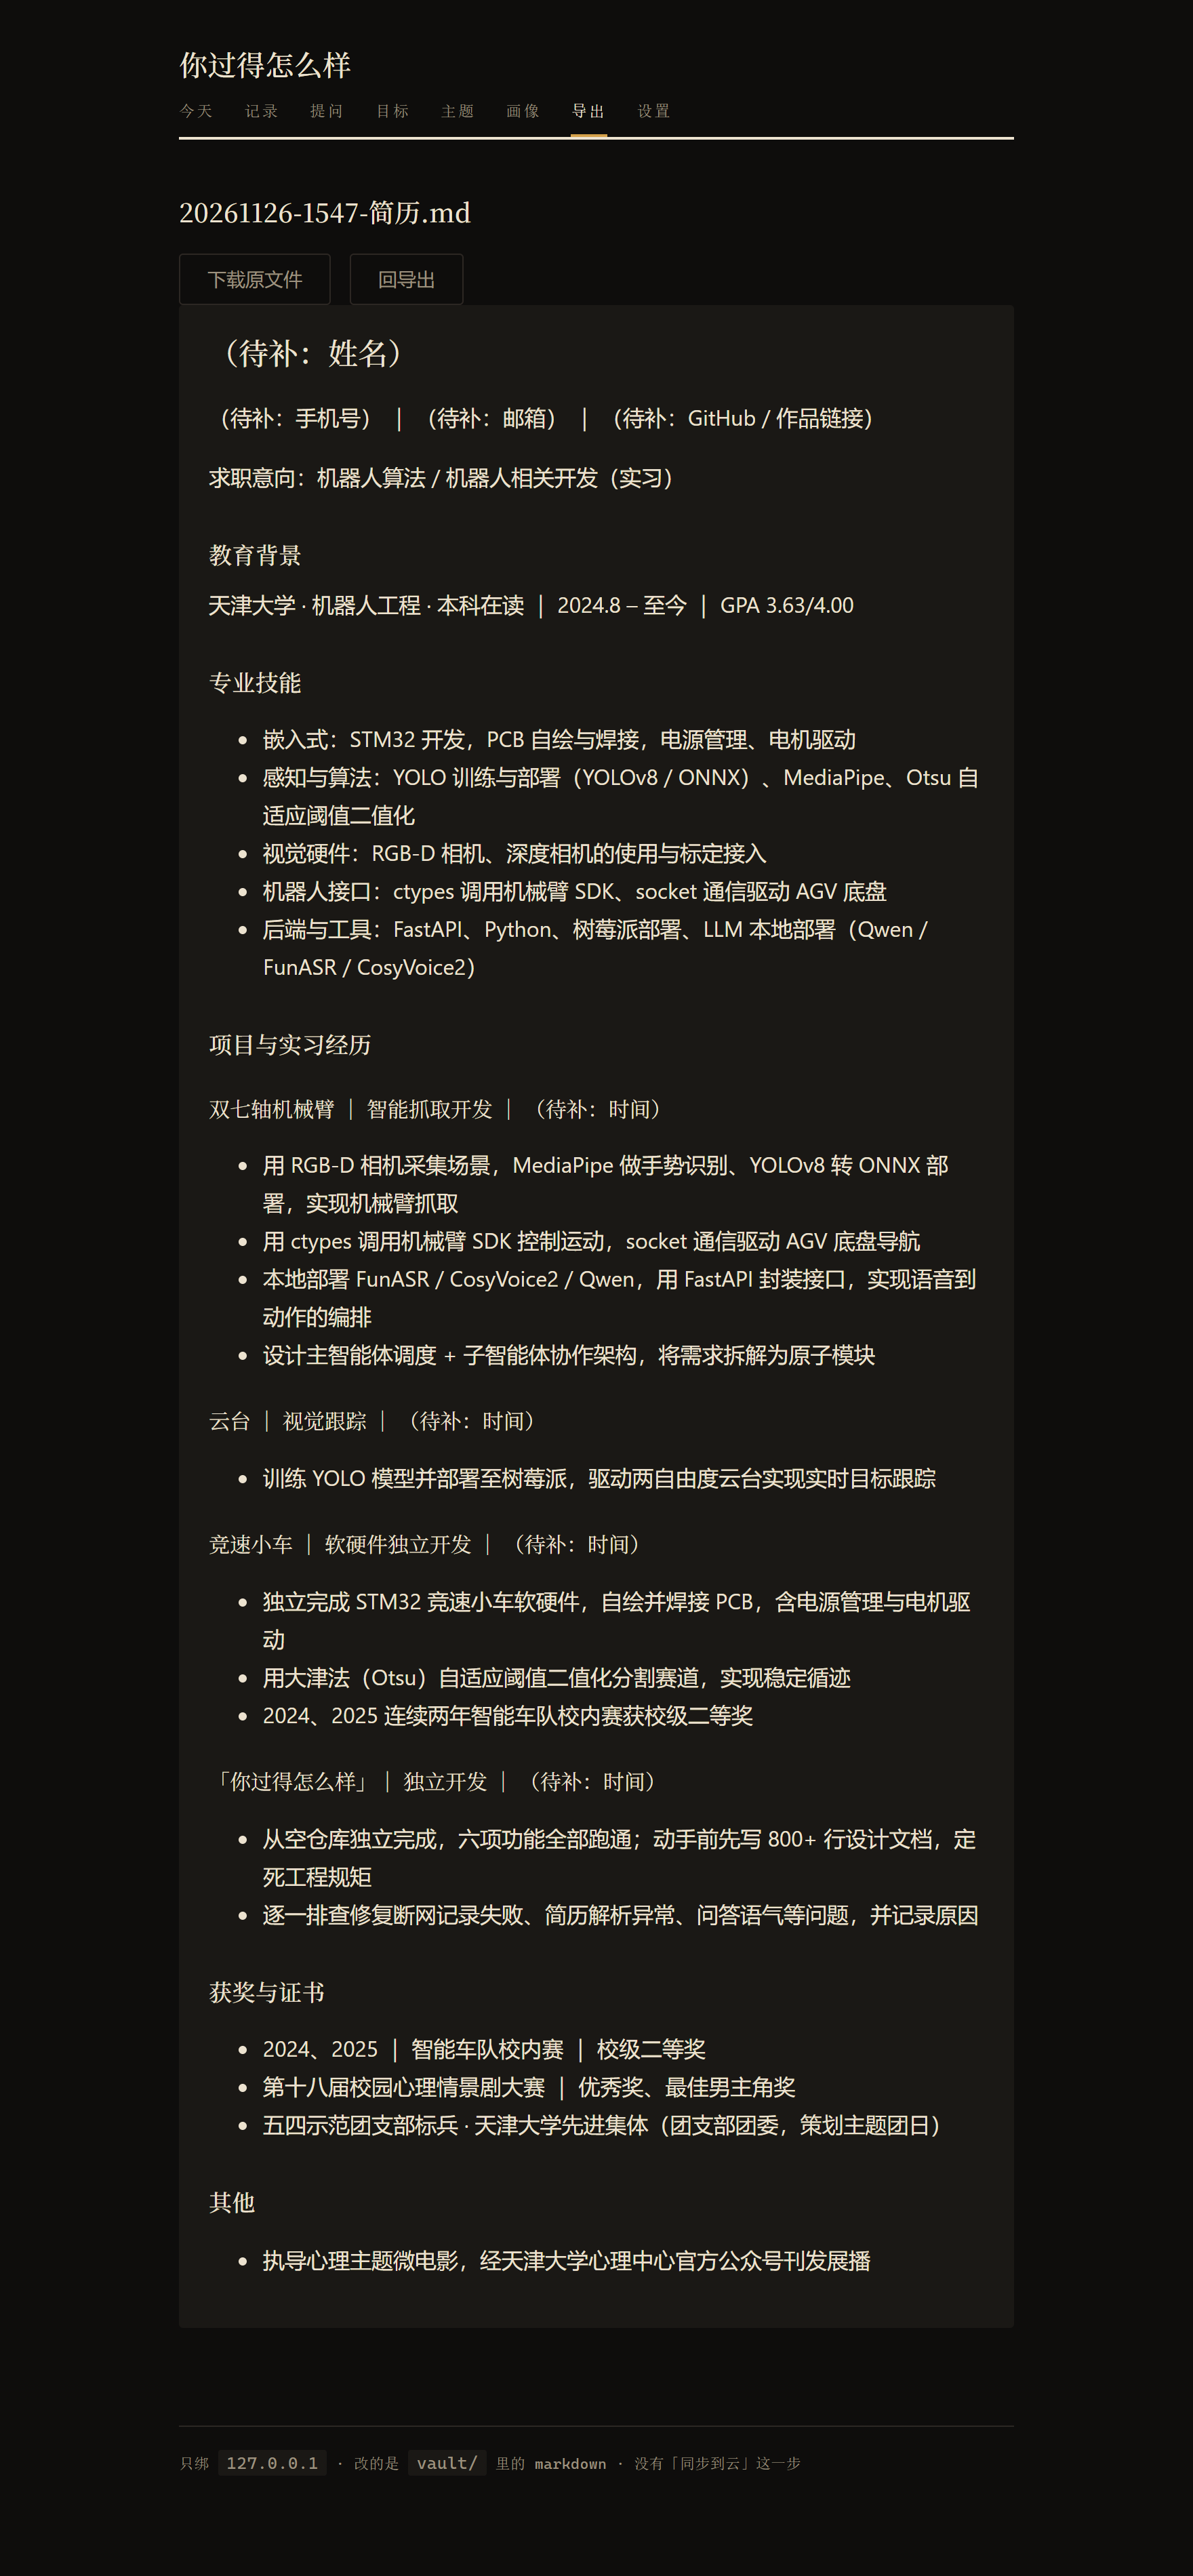 你过得怎么样
今天 记录 提问 目标 主题 画像 导出 设置
20261126-1547-简历.md
下载原文件 回导出
（待补：姓名）
（待补：手机号） ｜ （待补：邮箱） ｜ （待补：GitHub / 作品链接）
求职意向：机器人算法 / 机器人相关开发（实习）
教育背景
天津大学 · 机器人工程 · 本科在读 ｜ 2024.8 – 至今 ｜ GPA 3.63/4.00
专业技能
• 嵌入式：STM32 开发，PCB 自绘与焊接，电源管理、电机驱动
• 感知与算法：YOLO 训练与部署（YOLOv8 / ONNX）、MediaPipe、Otsu 自
适应阈值二值化
• 视觉硬件：RGB-D 相机、深度相机的使用与标定接入
• 机器人接口：ctypes 调用机械臂 SDK、socket 通信驱动 AGV 底盘
• 后端与工具：FastAPI、Python、树莓派部署、LLM 本地部署（Qwen /
FunASR / CosyVoice2）
项目与实习经历
双七轴机械臂 ｜ 智能抓取开发 ｜ （待补：时间）
• 用 RGB-D 相机采集场景，MediaPipe 做手势识别、YOLOv8 转 ONNX 部
署，实现机械臂抓取
• 用 ctypes 调用机械臂 SDK 控制运动，socket 通信驱动 AGV 底盘导航
• 本地部署 FunASR / CosyVoice2 / Qwen，用 FastAPI 封装接口，实现语音到
动作的编排
• 设计主智能体调度 + 子智能体协作架构，将需求拆解为原子模块
云台 ｜ 视觉跟踪 ｜ （待补：时间）
• 训练 YOLO 模型并部署至树莓派，驱动两自由度云台实现实时目标跟踪
竞速小车 ｜ 软硬件独立开发 ｜ （待补：时间）
• 独立完成 STM32 竞速小车软硬件，自绘并焊接 PCB，含电源管理与电机驱
动
• 用大津法（Otsu）自适应阈值二值化分割赛道，实现稳定循迹
• 2024、2025 连续两年智能车队校内赛获校级二等奖
「你过得怎么样」 ｜ 独立开发 ｜ （待补：时间）
• 从空仓库独立完成，六项功能全部跑通；动手前先写 800+ 行设计文档，定
死工程规矩
• 逐一排查修复断网记录失败、简历解析异常、问答语气等问题，并记录原因
获奖与证书
• 2024、2025 ｜ 智能车队校内赛 ｜ 校级二等奖
• 第十八届校园心理情景剧大赛 ｜ 优秀奖、最佳男主角奖
• 五四示范团支部标兵 · 天津大学先进集体（团支部团委，策划主题团日）
其他
• 执导心理主题微电影，经天津大学心理中心官方公众号刊发展播
只绑 127.0.0.1 · 改的是 vault/ 里的 markdown · 没有「同步到云」这一步